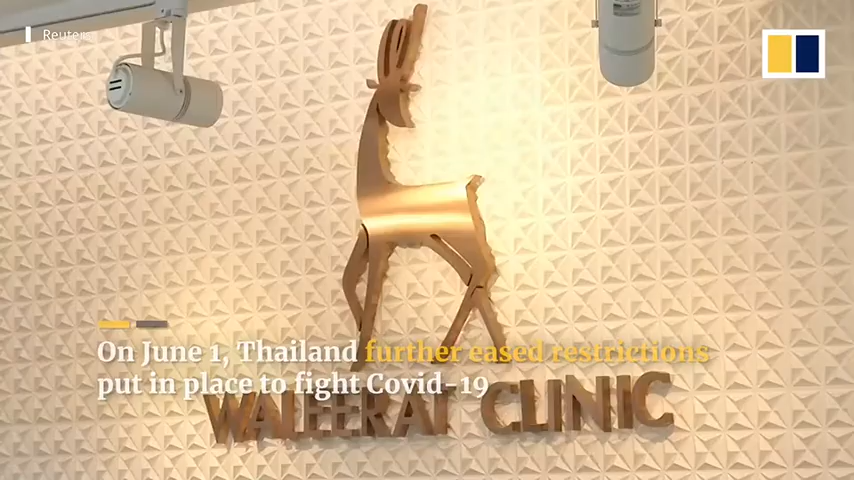 Reuters
On June 1, Thailand further eased restrictions
put in place to fight Covid-19
WALEERAT CLINIC